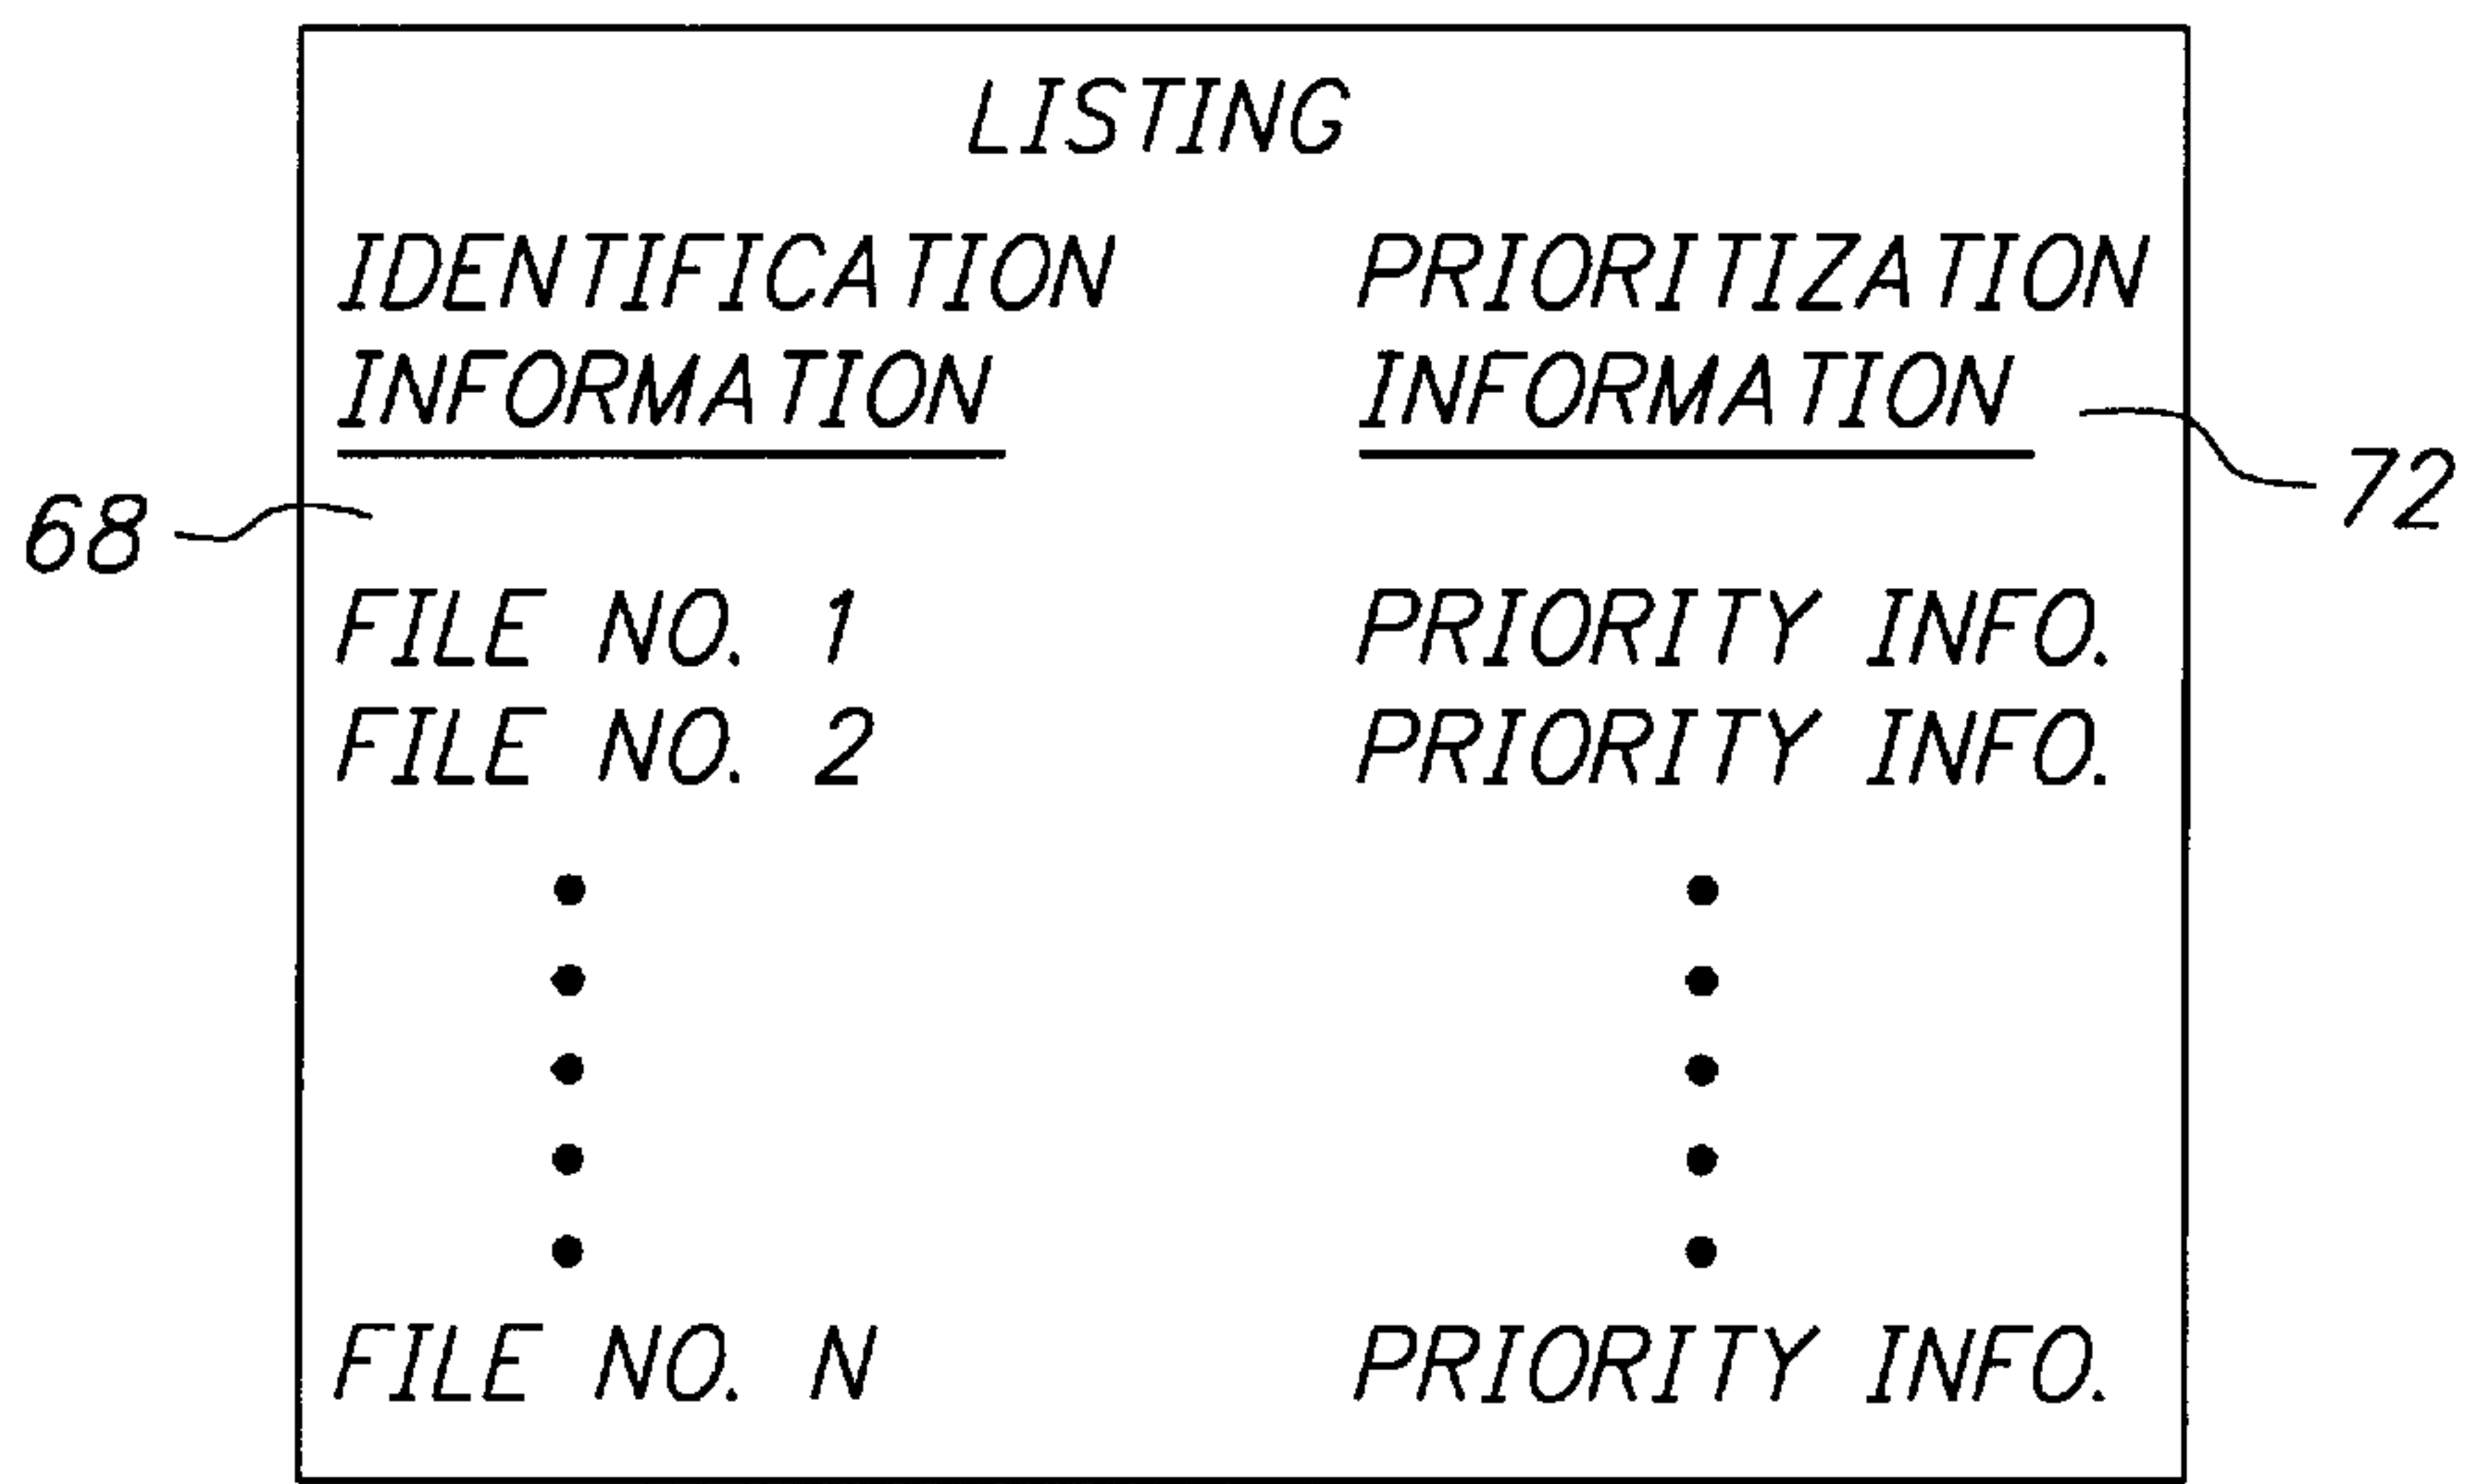 LISTING
IDENTIFICATION PRIORITIZATION
INFORMATION INFORMATION
68 72
FILE NO. 1 PRIORITY INFO.
FILE NO. 2 PRIORITY INFO.
FILE NO. N PRIORITY INFO.